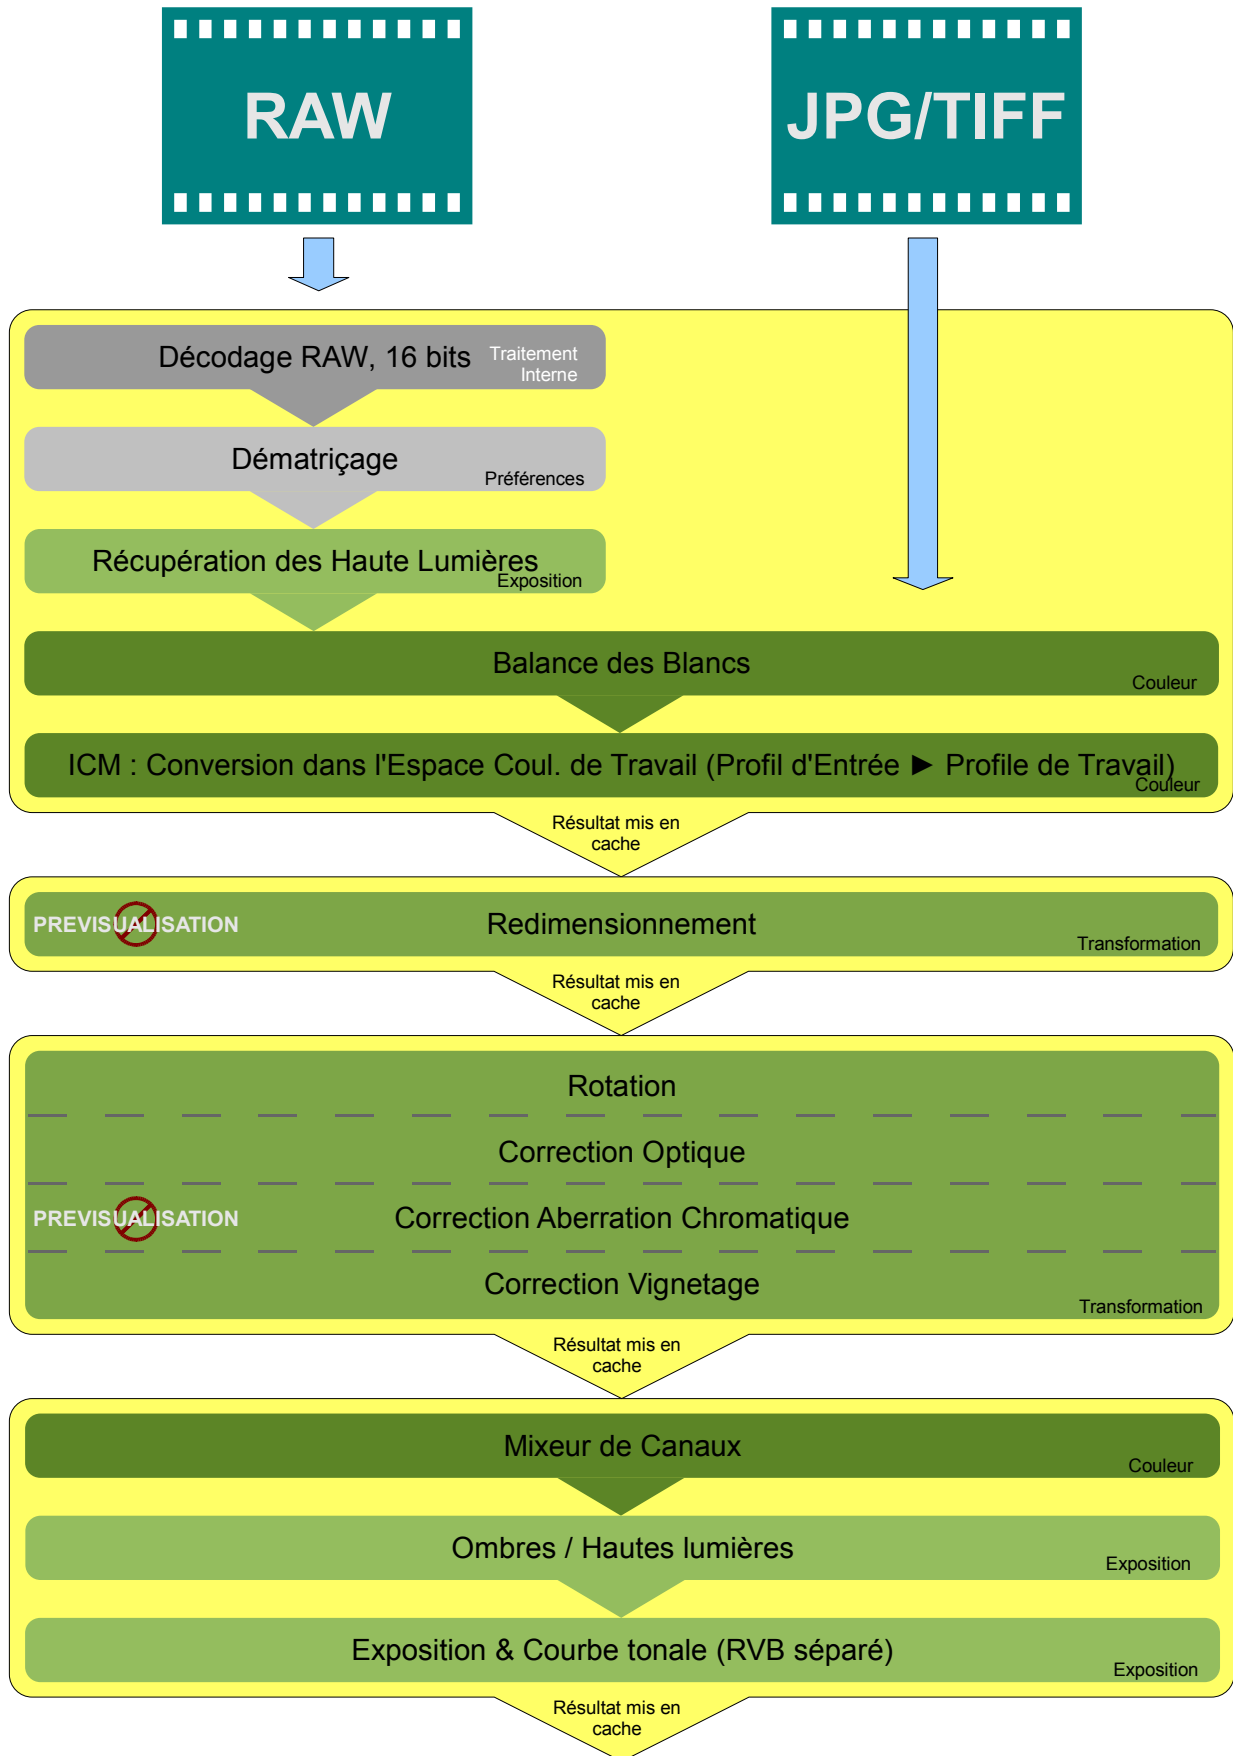 RAW
JPG/TIFF
Décodage RAW, 16 bits
Traitement
Interne
Dématriçage
Préférences
Récupération des Haute Lumières
Exposition
Balance des Blancs
Couleur
ICM : Conversion dans l'Espace Coul. de Travail (Profil d'Entrée ► Profile de Travail)
Couleur
Résultat mis en
cache
PREVISUALISATION
Redimensionnement
Transformation
Résultat mis en
cache
Rotation
Correction Optique
PREVISUALISATION
Correction Aberration Chromatique
Correction Vignetage
Transformation
Résultat mis en
cache
Mixeur de Canaux
Couleur
Ombres / Hautes lumières
Exposition
Exposition & Courbe tonale (RVB séparé)
Exposition
Résultat mis en
cache